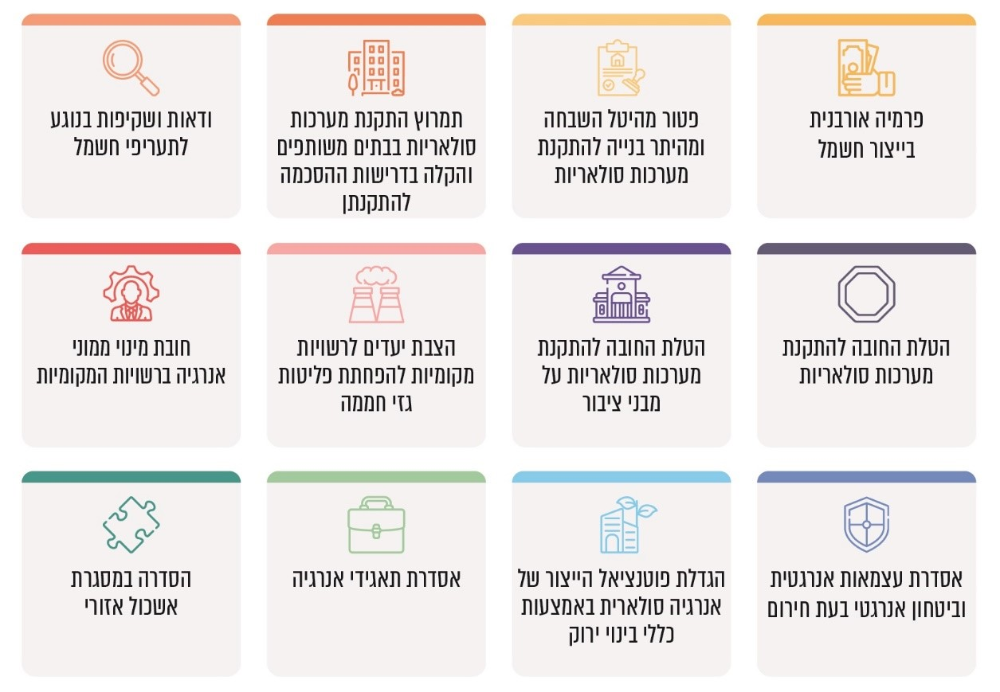 פרמיה אורבנית
בייצור חשמל
פטור מהיטל השבחה
ומהיתר בנייה להתקנת
מערכות סולאריות
תמרוץ התקנת מערכות
סולאריות בבתים משותפים
והקלה בדרישות ההסכמה
להתקנתן
ודאות ושקיפות בנוגע
לתעריפי חשמל
הטלת החובה להתקנת
מערכות סולאריות
הטלת החובה להתקנת
מערכות סולאריות על
מבני ציבור
הצבת יעדים לרשויות
מקומיות להפחתת פליטות
גזי חממה
חובת מינוי ממוני
אנרגיה ברשויות המקומיות
אסדרת עצמאות אנרגטית
וביטחון אנרגטי בעת חירום
הגדלת פוטנציאל הייצור של
אנרגיה סולארית באמצעות
כללי בינוי ירוק
אסדרת תאגידי אנרגיה
הסדרה במסגרת
אשכול אזורי